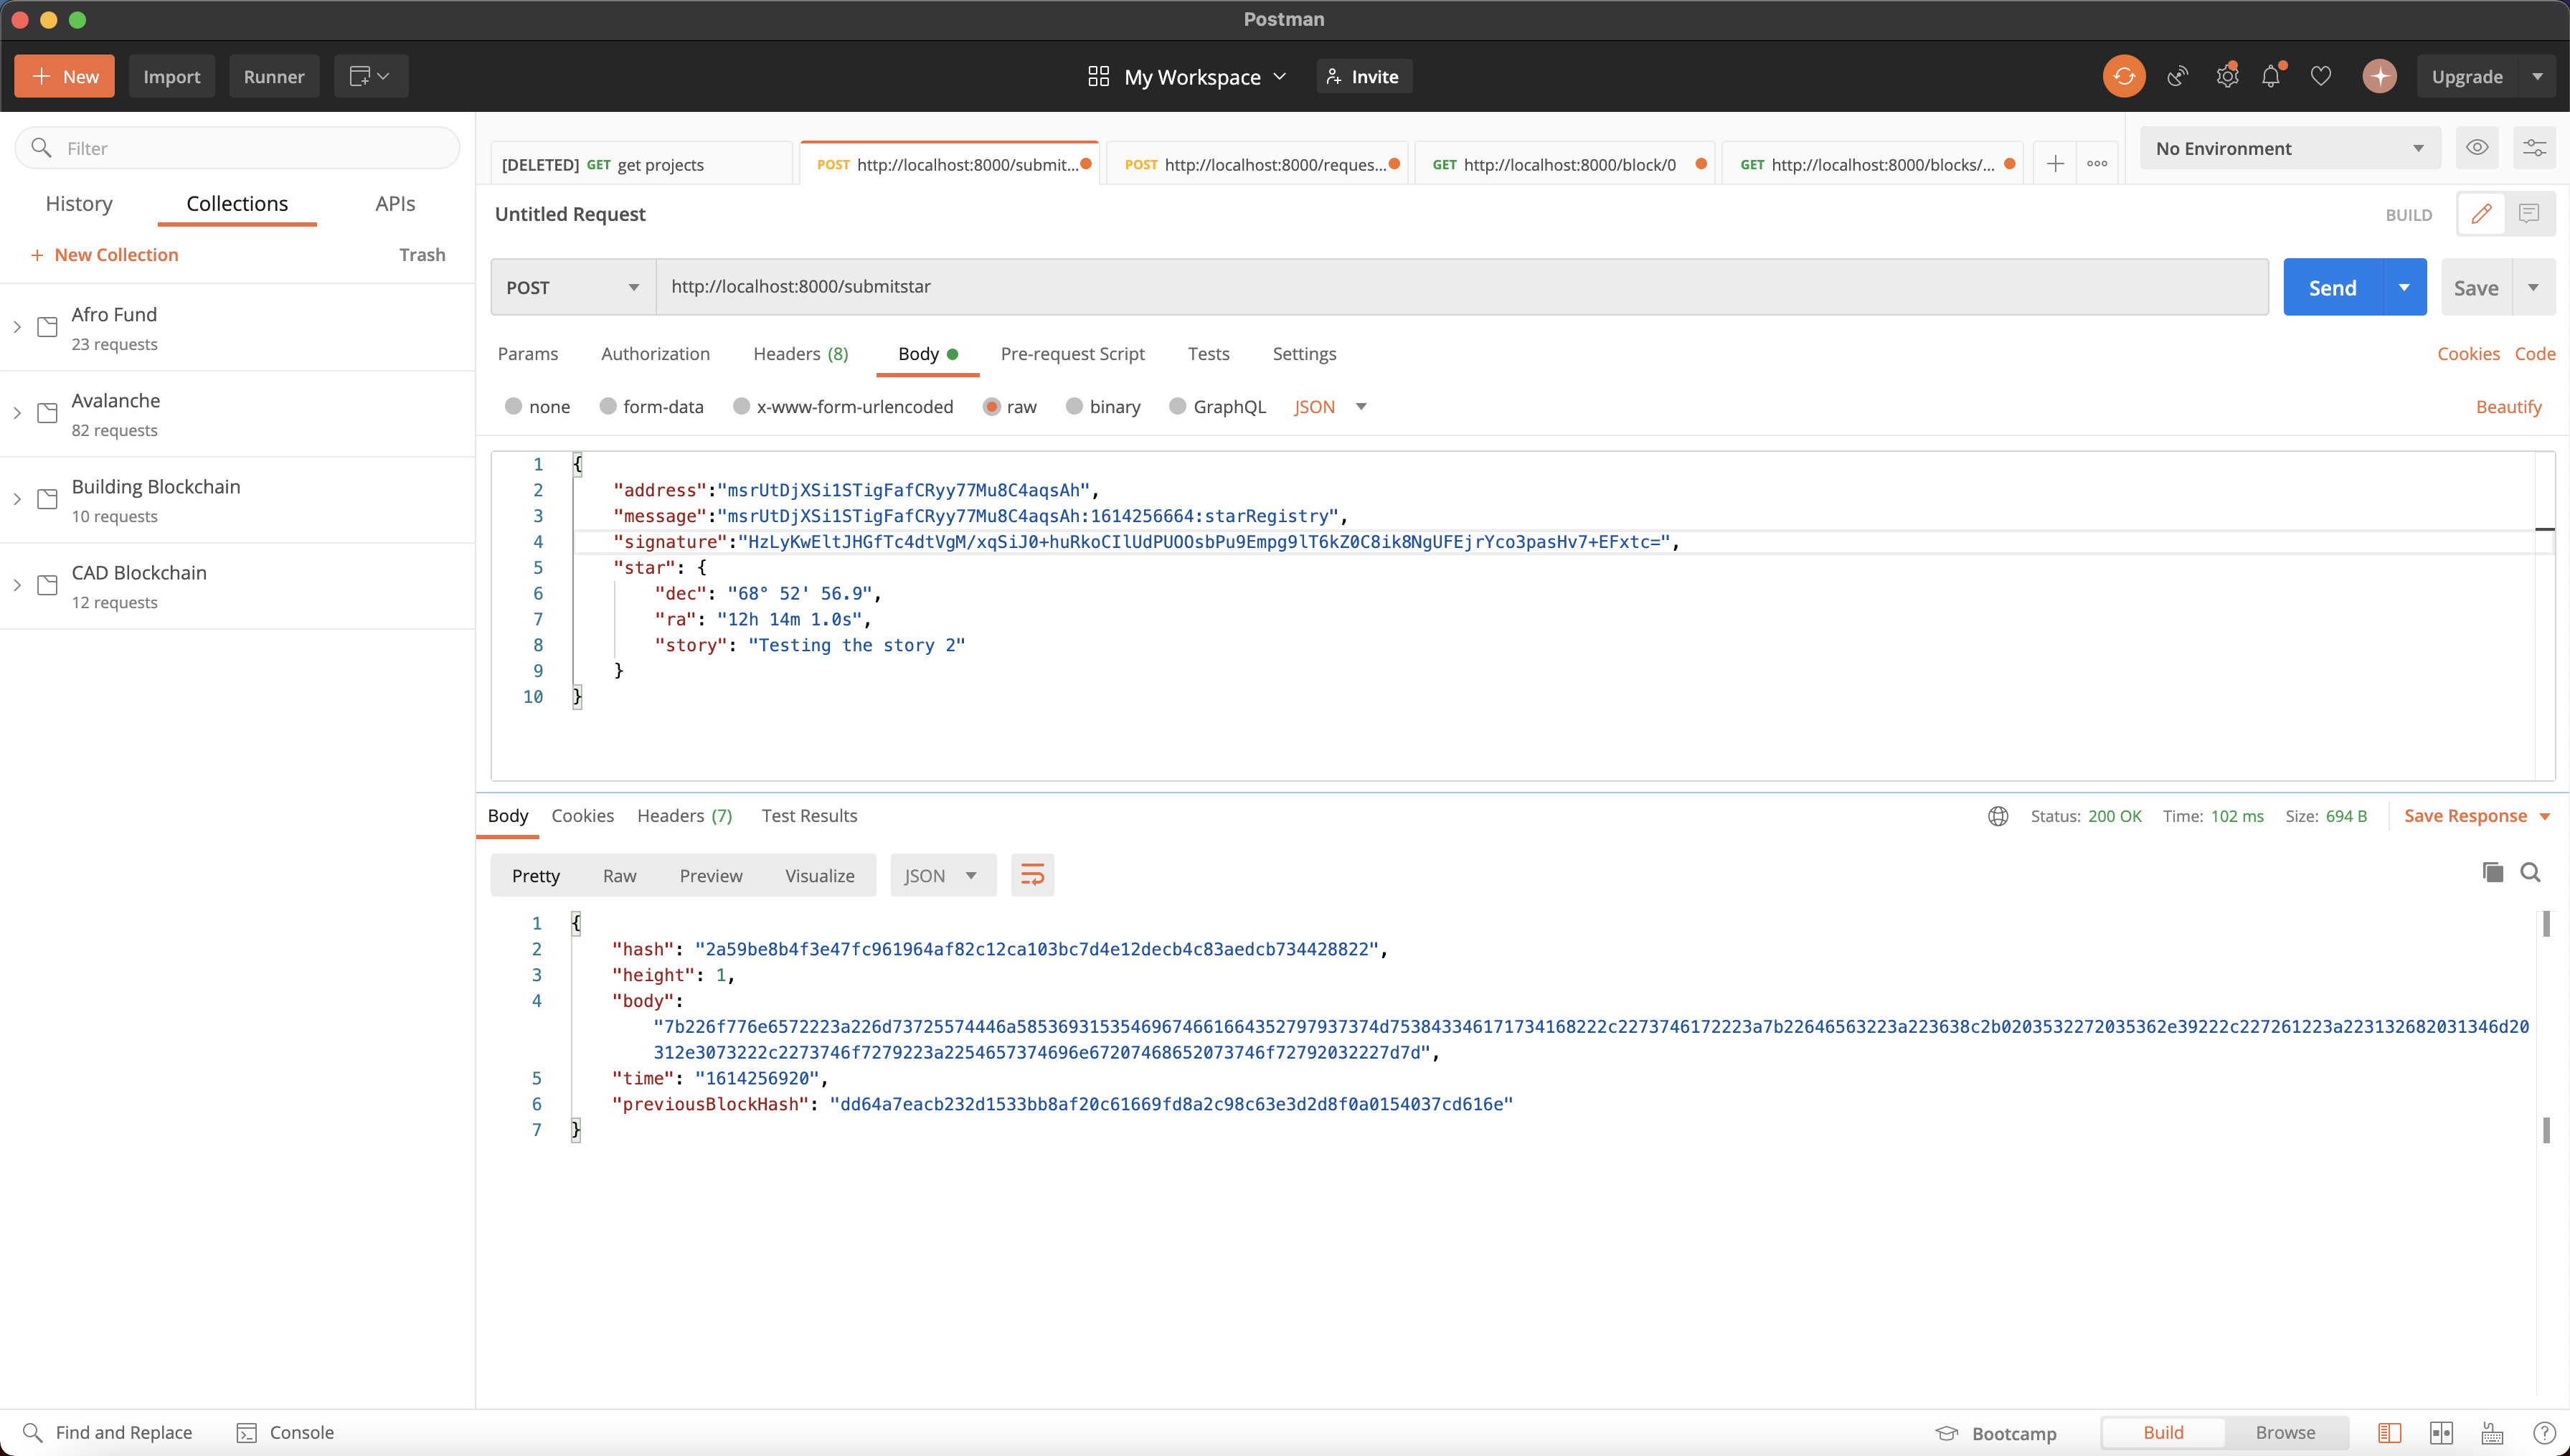 Postman
New
Import
Runner
My Workspace
Invite
Upgrade
Filter
History
Collections
APIs
New Collection
Trash
Afro Fund
23 requests
Avalanche
82 requests
Building Blockchain
10 requests
CAD Blockchain
12 requests
[DELETED] GET get projects
POST http://localhost:8000/submit...
POST http://localhost:8000/reques...
GET http://localhost:8000/block/0
GET http://localhost:8000/blocks/...
No Environment
Untitled Request
BUILD
POST
http://localhost:8000/submitstar
Send
Save
Params
Authorization
Headers (8)
Body
Pre-request Script
Tests
Settings
Cookies
Code
none
form-data
x-www-form-urlencoded
raw
binary
GraphQL
JSON
Beautify
1 {
2 "address":"msrUtDjXSi1STigFafCRyy77Mu8C4aqsAh",
3 "message":"msrUtDjXSi1STigFafCRyy77Mu8C4aqsAh:1614256664:starRegistry",
4 "signature":"HzLyKwEltJHGfTc4dtVgM/xqSiJ0+huRkoCIlUdPUOOsbPu9Empg9lT6kZ0C8ik8NgUFEjrYco3pasHv7+EFxtc=",
5 "star": {
6 "dec": "68° 52' 56.9",
7 "ra": "12h 14m 1.0s",
8 "story": "Testing the story 2"
9 }
10 }
Body
Cookies
Headers (7)
Test Results
Status: 200 OK
Time: 102 ms
Size: 694 B
Save Response
Pretty
Raw
Preview
Visualize
JSON
1 {
2 "hash": "2a59be8b4f3e47fc961964af82c12ca103bc7d4e12decb4c83aedcb734428822",
3 "height": 1,
4 "body":
"7b226f776e6572223a226d73725574446a5853693153546967466166435279793737 4d7538433461717341 68222c2273746172223a7b22646563223a223638c2b0203532272035362e39222c227261223a223132682031346d20
312e3073222c2273746f7279223a2254657374696e67207468652073746f72792032227d7d",
5 "time": "1614256920",
6 "previousBlockHash": "dd64a7eacb232d1533bb8af20c61669fd8a2c98c63e3d2d8f0a0154037cd616e"
7 }
Find and Replace
Console
Bootcamp
Build
Browse